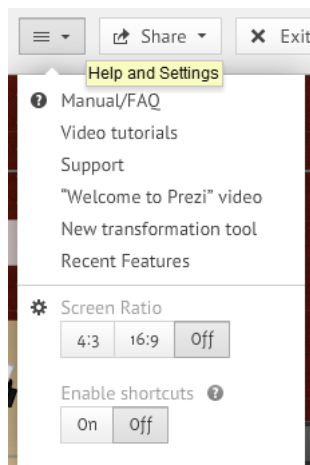 Share
Exit
Help and Settings
Manual/FAQ
Video tutorials
Support
“Welcome to Prezi” video
New transformation tool
Recent Features
Screen Ratio
4:3 16:9 Off
Enable shortcuts ?
On Off